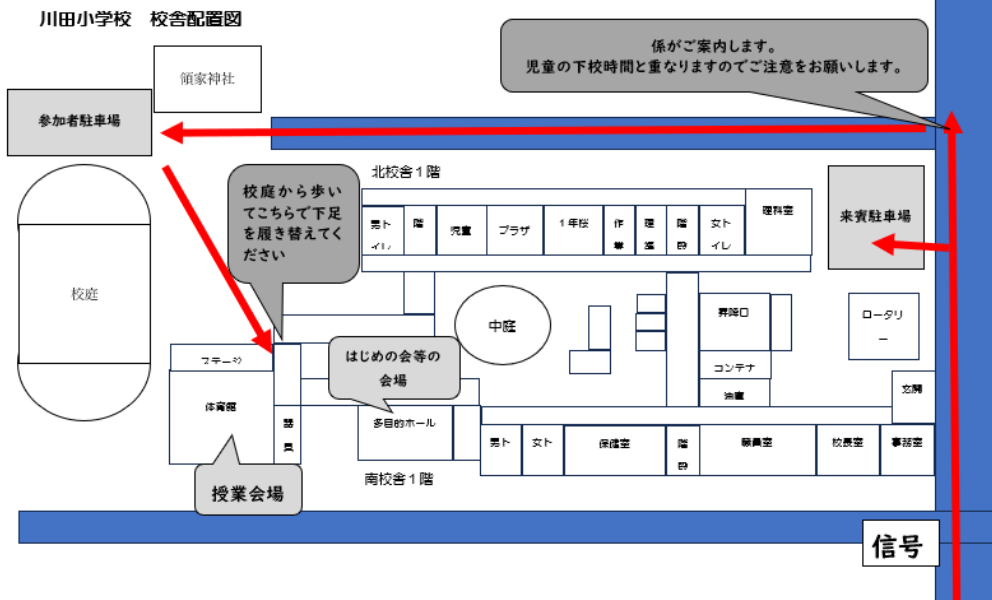 川田小学校　校舎配置図
係がご案内します。
児童の下校時間と重なりますのでご注意をお願いします。
領家神社
参加者駐車場
北校舎１階
校庭から歩い
てこちらで下足
を履き替えてく
ださい
男ト
イレ
階
児童
プラザ
１年桜
作
業
理
準
階
段
女ト
イレ
理科室
来賓駐車場
校庭
中庭
昇降口
ロータリ
ー
ステージ
はじめの会等の
会場
コンテナ
油庫
玄関
体育館
器
具
多目的ホール
男ト
女ト
保健室
階
段
職員室
校長室
事務室
南校舎１階
授業会場
信号